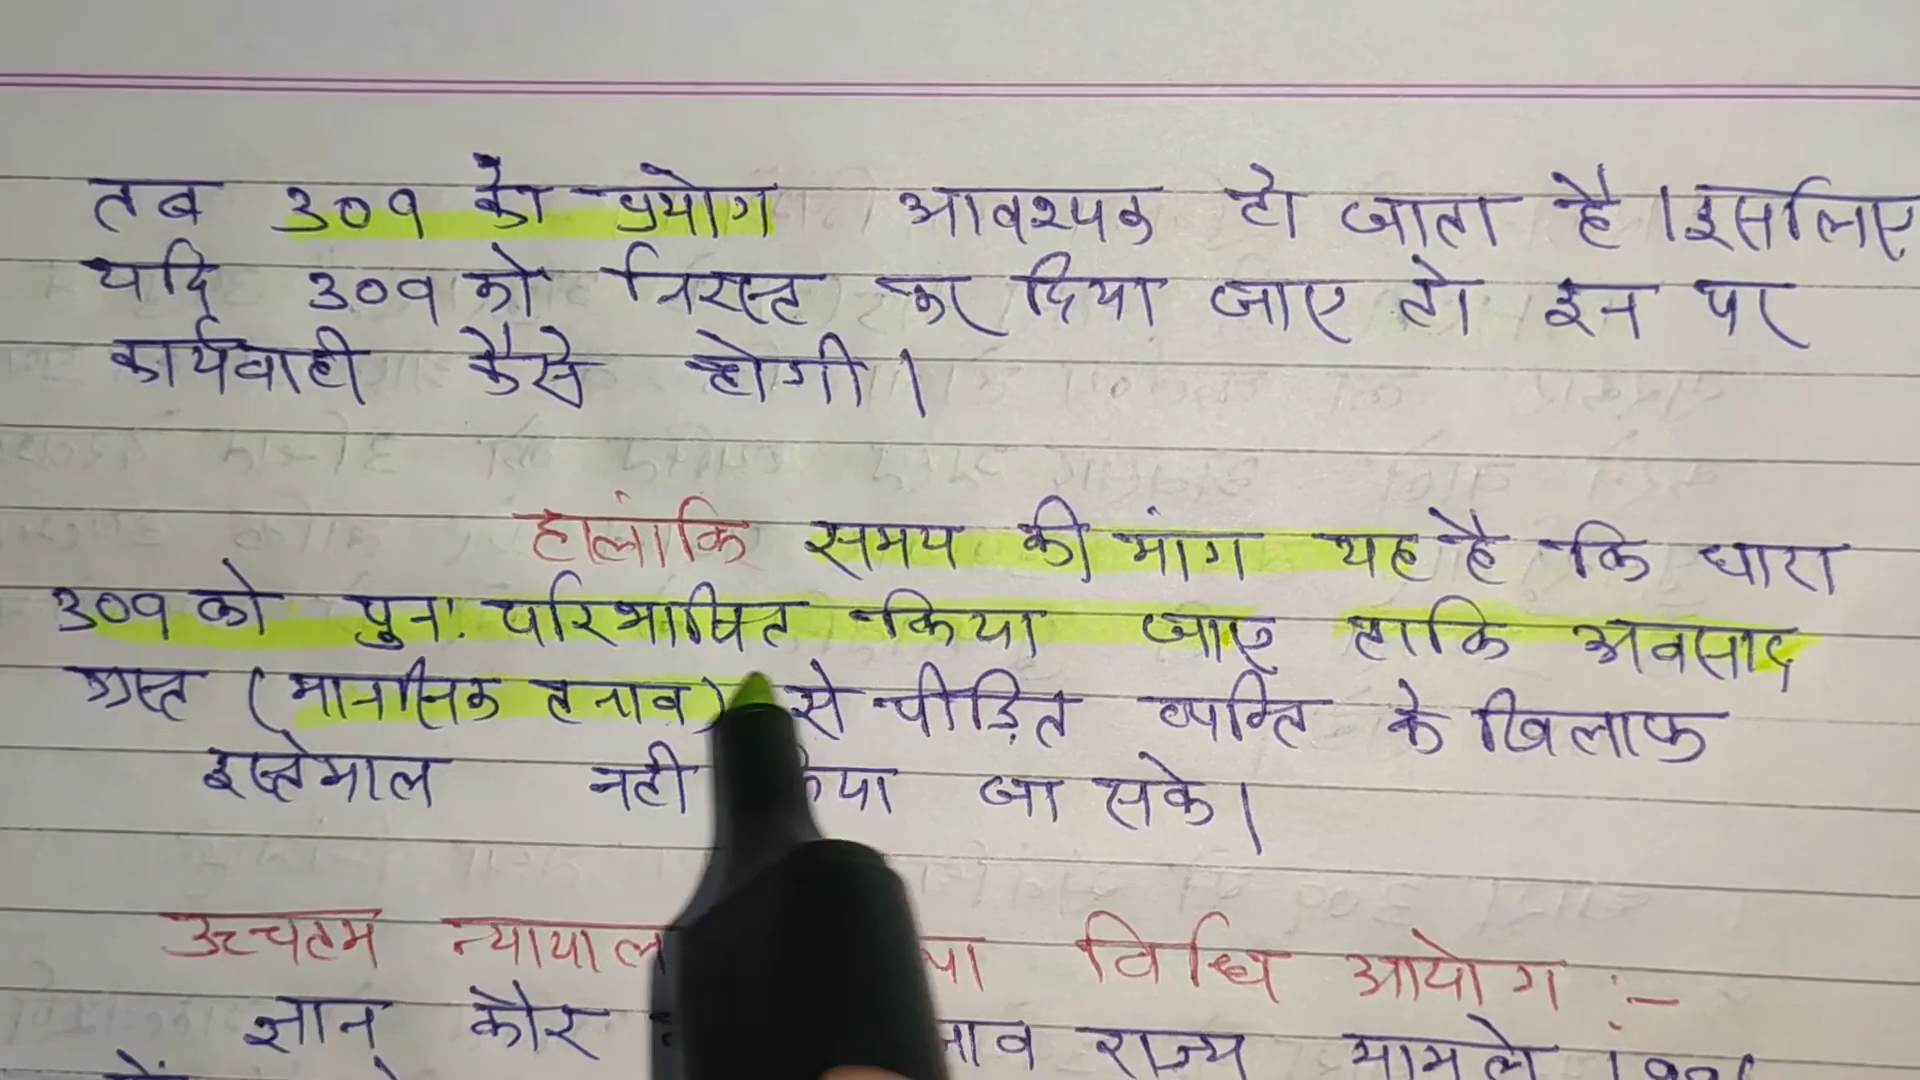 तब 309 का प्रयोग आवश्यक हो जाता है । इसलिए
यदि 309 को निरस्त कर दिया जाए तो इन पर
कार्यवाही कैसे होगी ।
हालांकि समय की मांग यह है कि धारा
309 को पुन: परिभाषित किया जाए ताकि अवसाद
ग्रस्त (मानसिक तनाव) से पीड़ित व्यक्ति के खिलाफ
इस्तेमाल नही किया जा सके ।
उच्चतम विधि आयोग :-
ज्ञान् कौर राज्य मामले
में